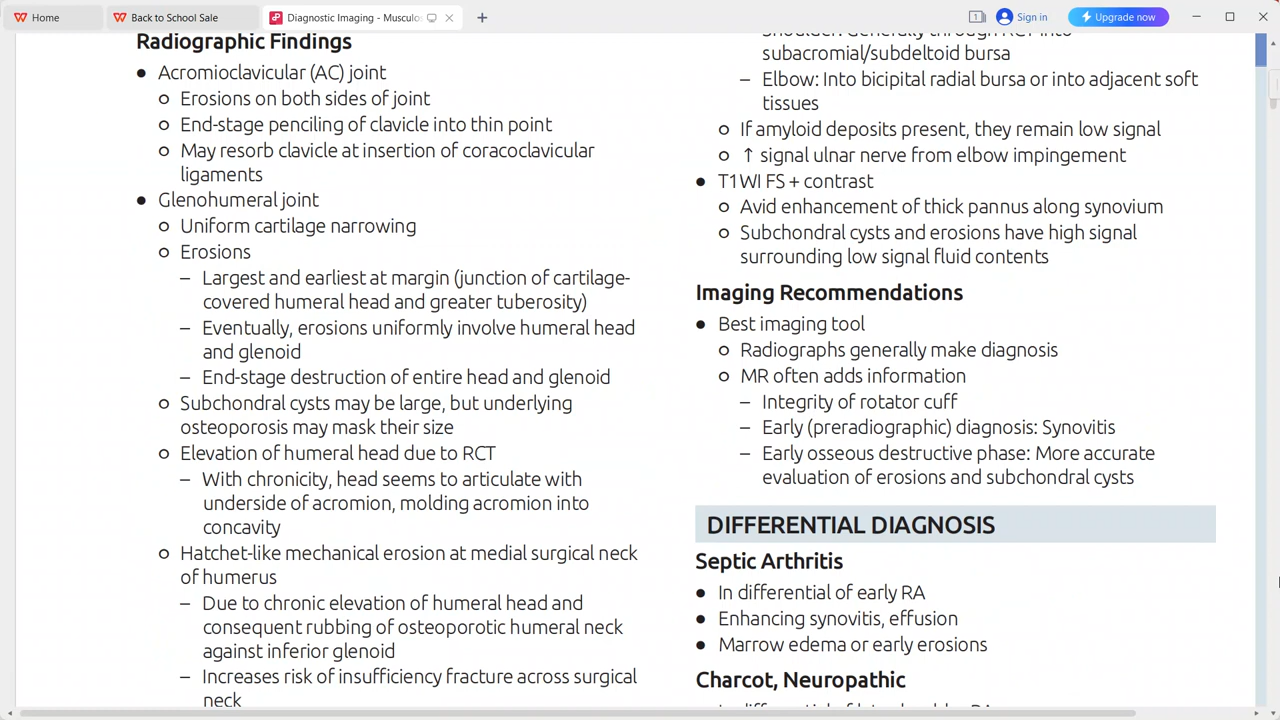 Home
Back to School Sale
Diagnostic Imaging - Musculo
1
Sign in
Upgrade now
Radiographic Findings
● Acromioclavicular (AC) joint
○ Erosions on both sides of joint
○ End-stage penciling of clavicle into thin point
○ May resorb clavicle at insertion of coracoclavicular
ligaments
● Glenohumeral joint
○ Uniform cartilage narrowing
○ Erosions
– Largest and earliest at margin (junction of cartilage-
covered humeral head and greater tuberosity)
– Eventually, erosions uniformly involve humeral head
and glenoid
– End-stage destruction of entire head and glenoid
○ Subchondral cysts may be large, but underlying
osteoporosis may mask their size
○ Elevation of humeral head due to RCT
– With chronicity, head seems to articulate with
underside of acromion, molding acromion into
concavity
○ Hatchet-like mechanical erosion at medial surgical neck
of humerus
– Due to chronic elevation of humeral head and
consequent rubbing of osteoporotic humeral neck
against inferior glenoid
– Increases risk of insufficiency fracture across surgical
neck
Shoulder: Generally through RCT into
subacromial/subdeltoid bursa
– Elbow: Into bicipital radial bursa or into adjacent soft
tissues
○ If amyloid deposits present, they remain low signal
○ ↑ signal ulnar nerve from elbow impingement
● T1WI FS + contrast
○ Avid enhancement of thick pannus along synovium
○ Subchondral cysts and erosions have high signal
surrounding low signal fluid contents
Imaging Recommendations
● Best imaging tool
○ Radiographs generally make diagnosis
○ MR often adds information
– Integrity of rotator cuff
– Early (preradiographic) diagnosis: Synovitis
– Early osseous destructive phase: More accurate
evaluation of erosions and subchondral cysts
DIFFERENTIAL DIAGNOSIS
Septic Arthritis
● In differential of early RA
● Enhancing synovitis, effusion
● Marrow edema or early erosions
Charcot, Neuropathic